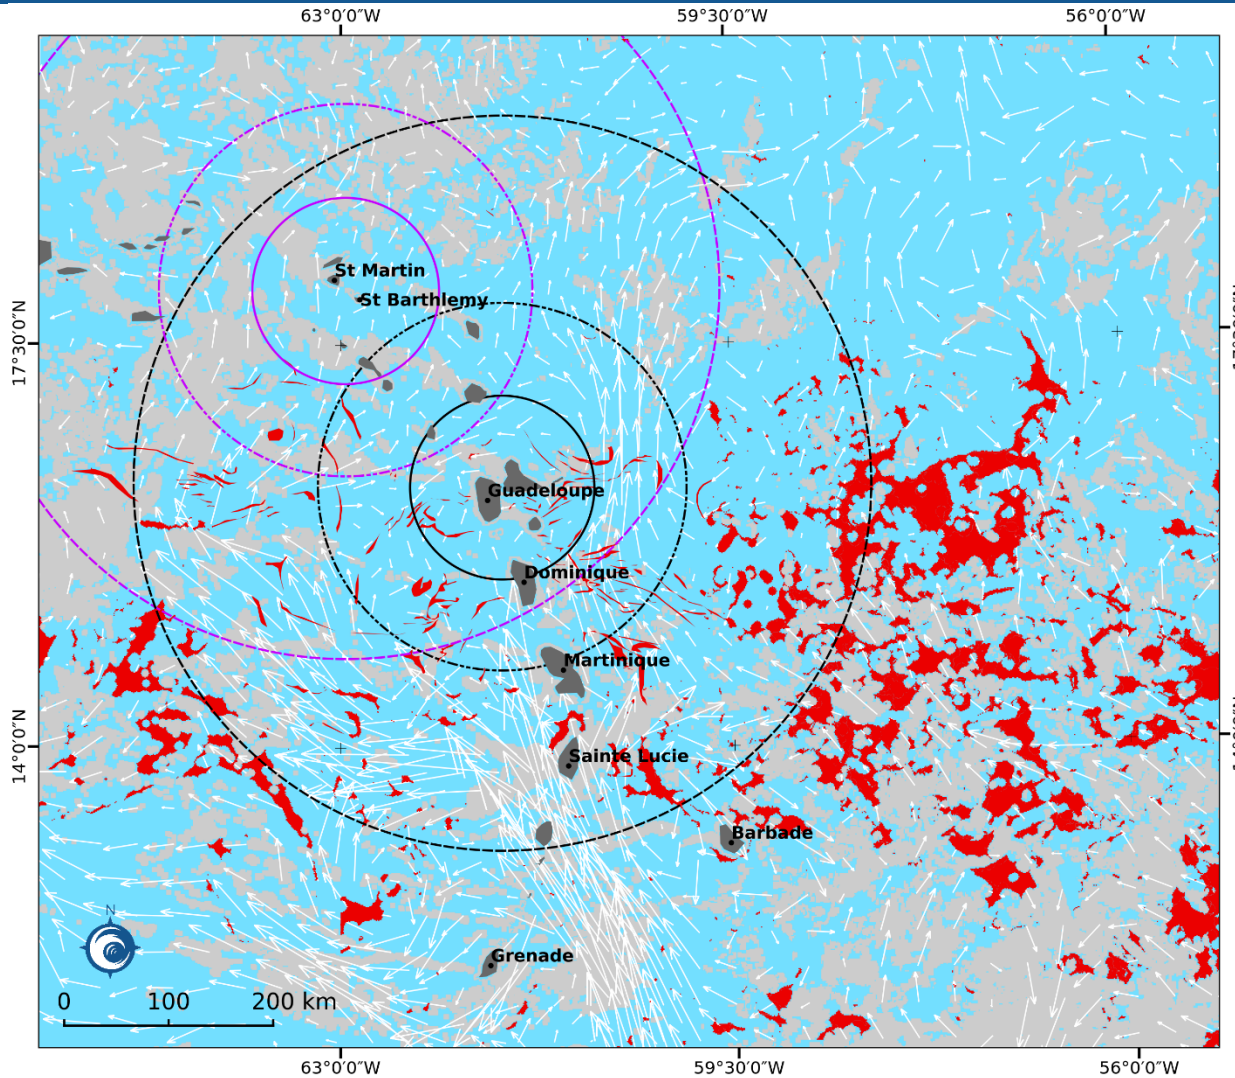 63°0′0″W 59°30′0″W 56°0′0″W
St Martin
St Barthlemy
17°30′0″N
Guadeloupe
Dominique
Martinique
14°0′0″N
Sainte Lucie
Barbade
N
Grenade
0 100 200 km
63°0′0″W 59°30′0″W 56°0′0″W